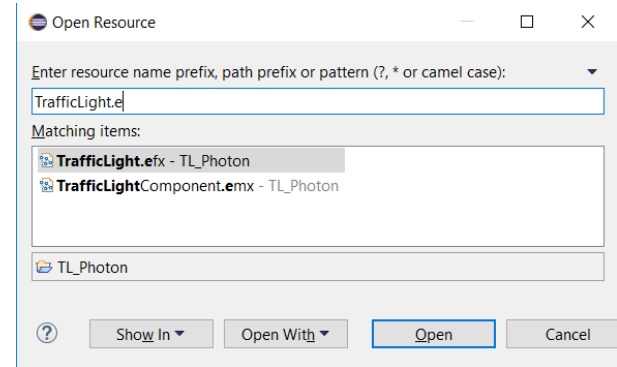 Open Resource
Enter resource name prefix, path prefix or pattern (?, * or camel case):
TrafficLight.e
Matching items:
TrafficLight.efx - TL_Photon
TrafficLightComponent.emx - TL_Photon
TL_Photon
? Show In Open With Open Cancel